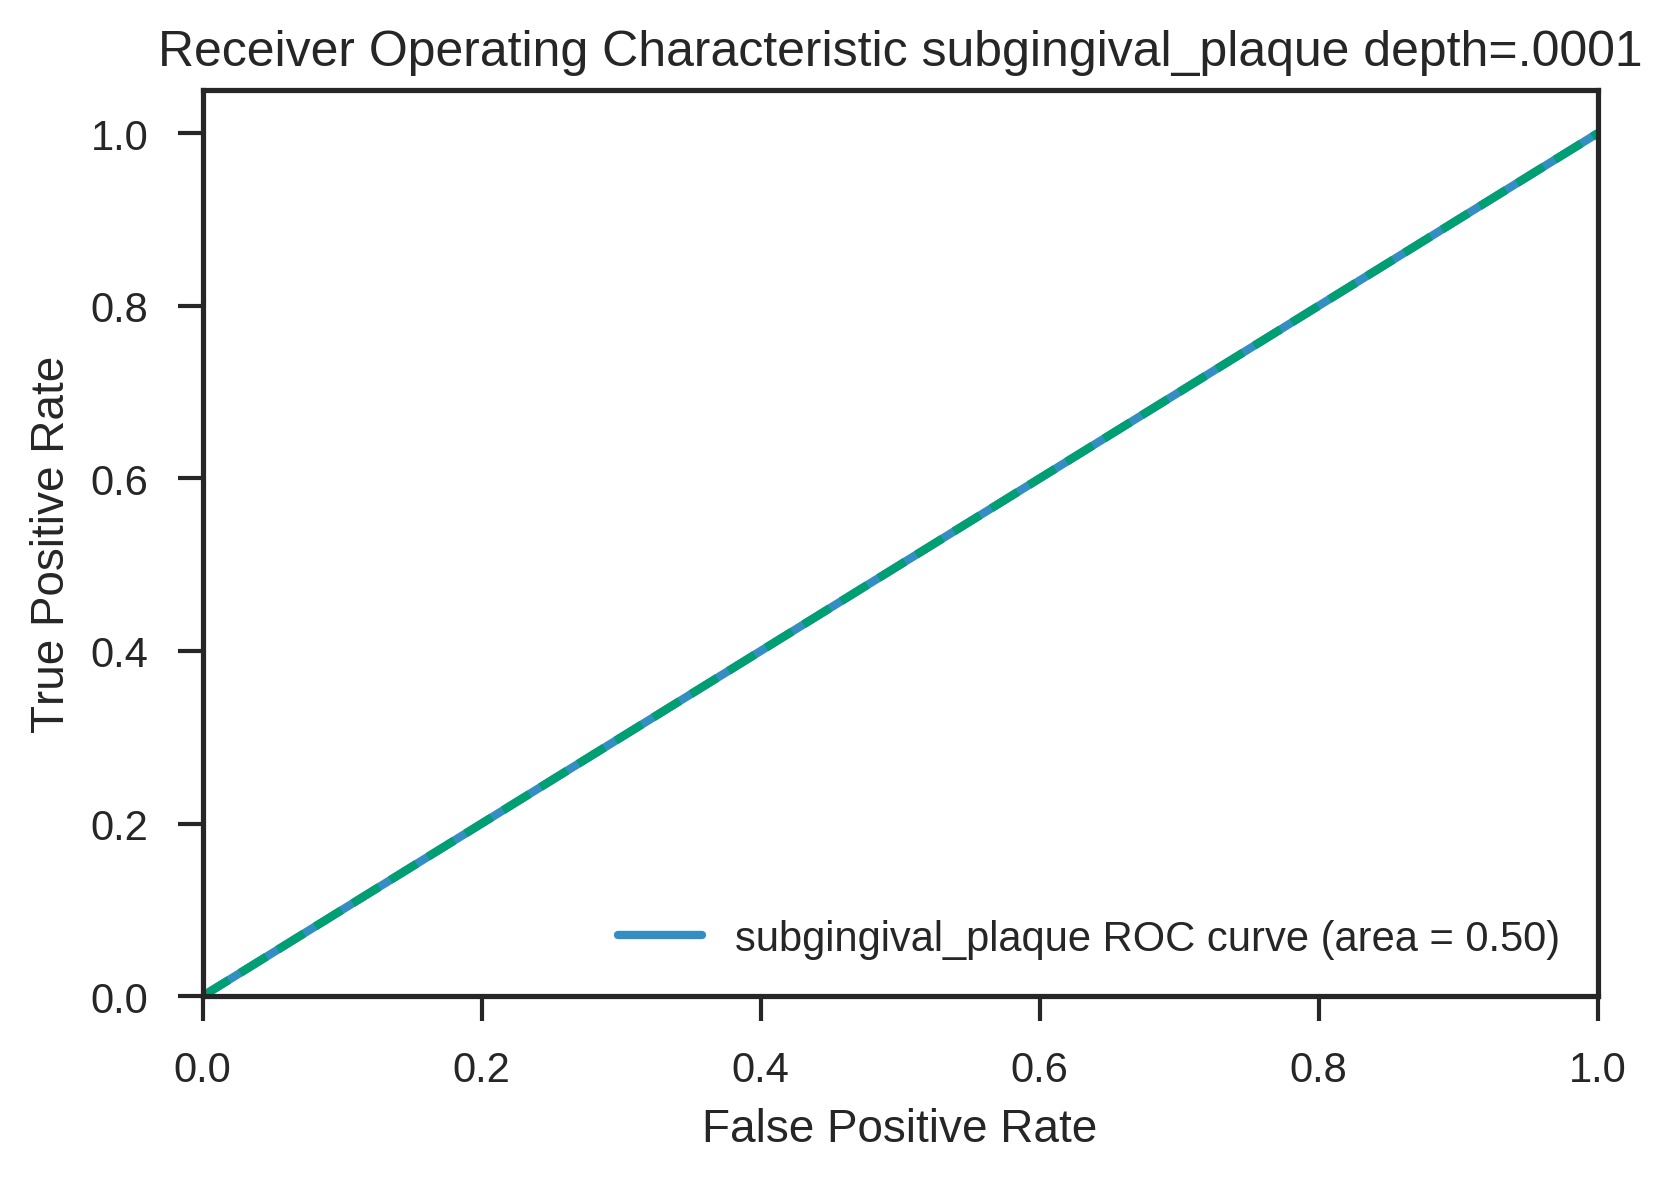 Receiver Operating Characteristic subgingival_plaque depth=.0001
1.0
0.8
0.6
0.4
0.2
0.0
True Positive Rate
subgingival_plaque ROC curve (area = 0.50)
0.0 0.2 0.4 0.6 0.8 1.0
False Positive Rate